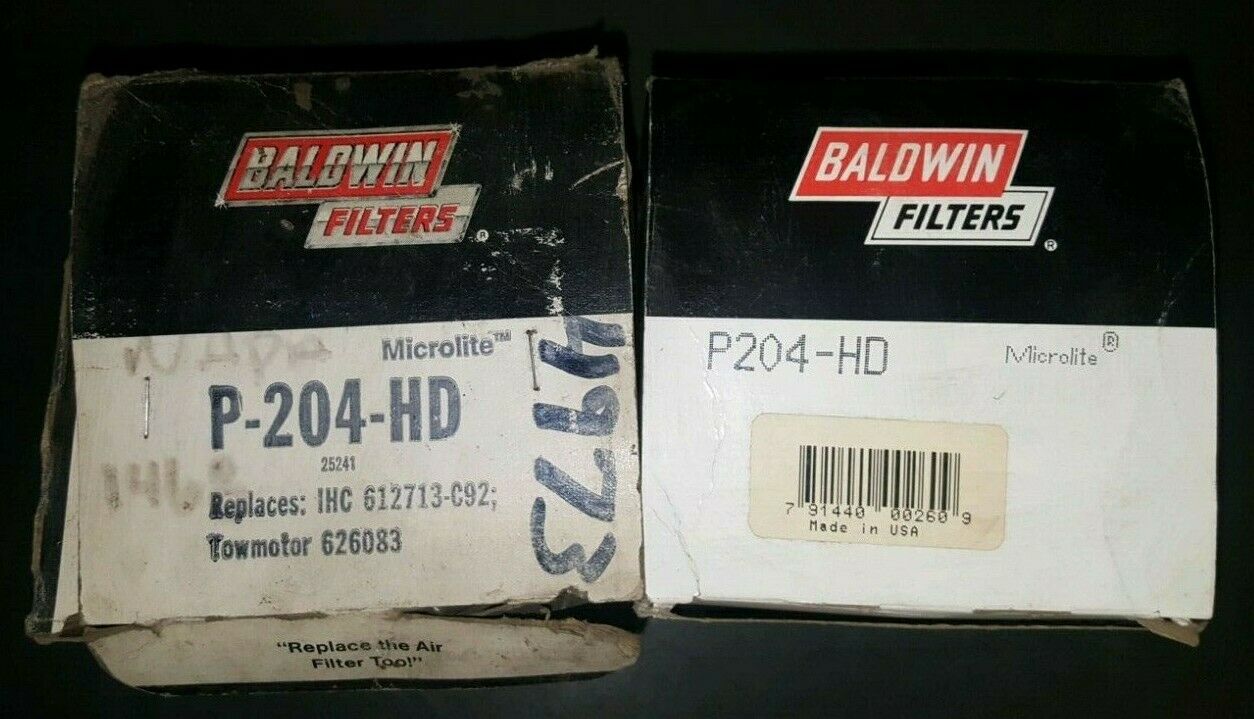 BALDWIN
FILTERS
®
Microlite™
P-204-HD
25241
Replaces: IHC 612713-C92;
Towmotor 626083
4973
"Replace the Air
Filter Too!"
BALDWIN
FILTERS
®
P204-HD
Microlite®
7 91440 00260 9
Made in USA